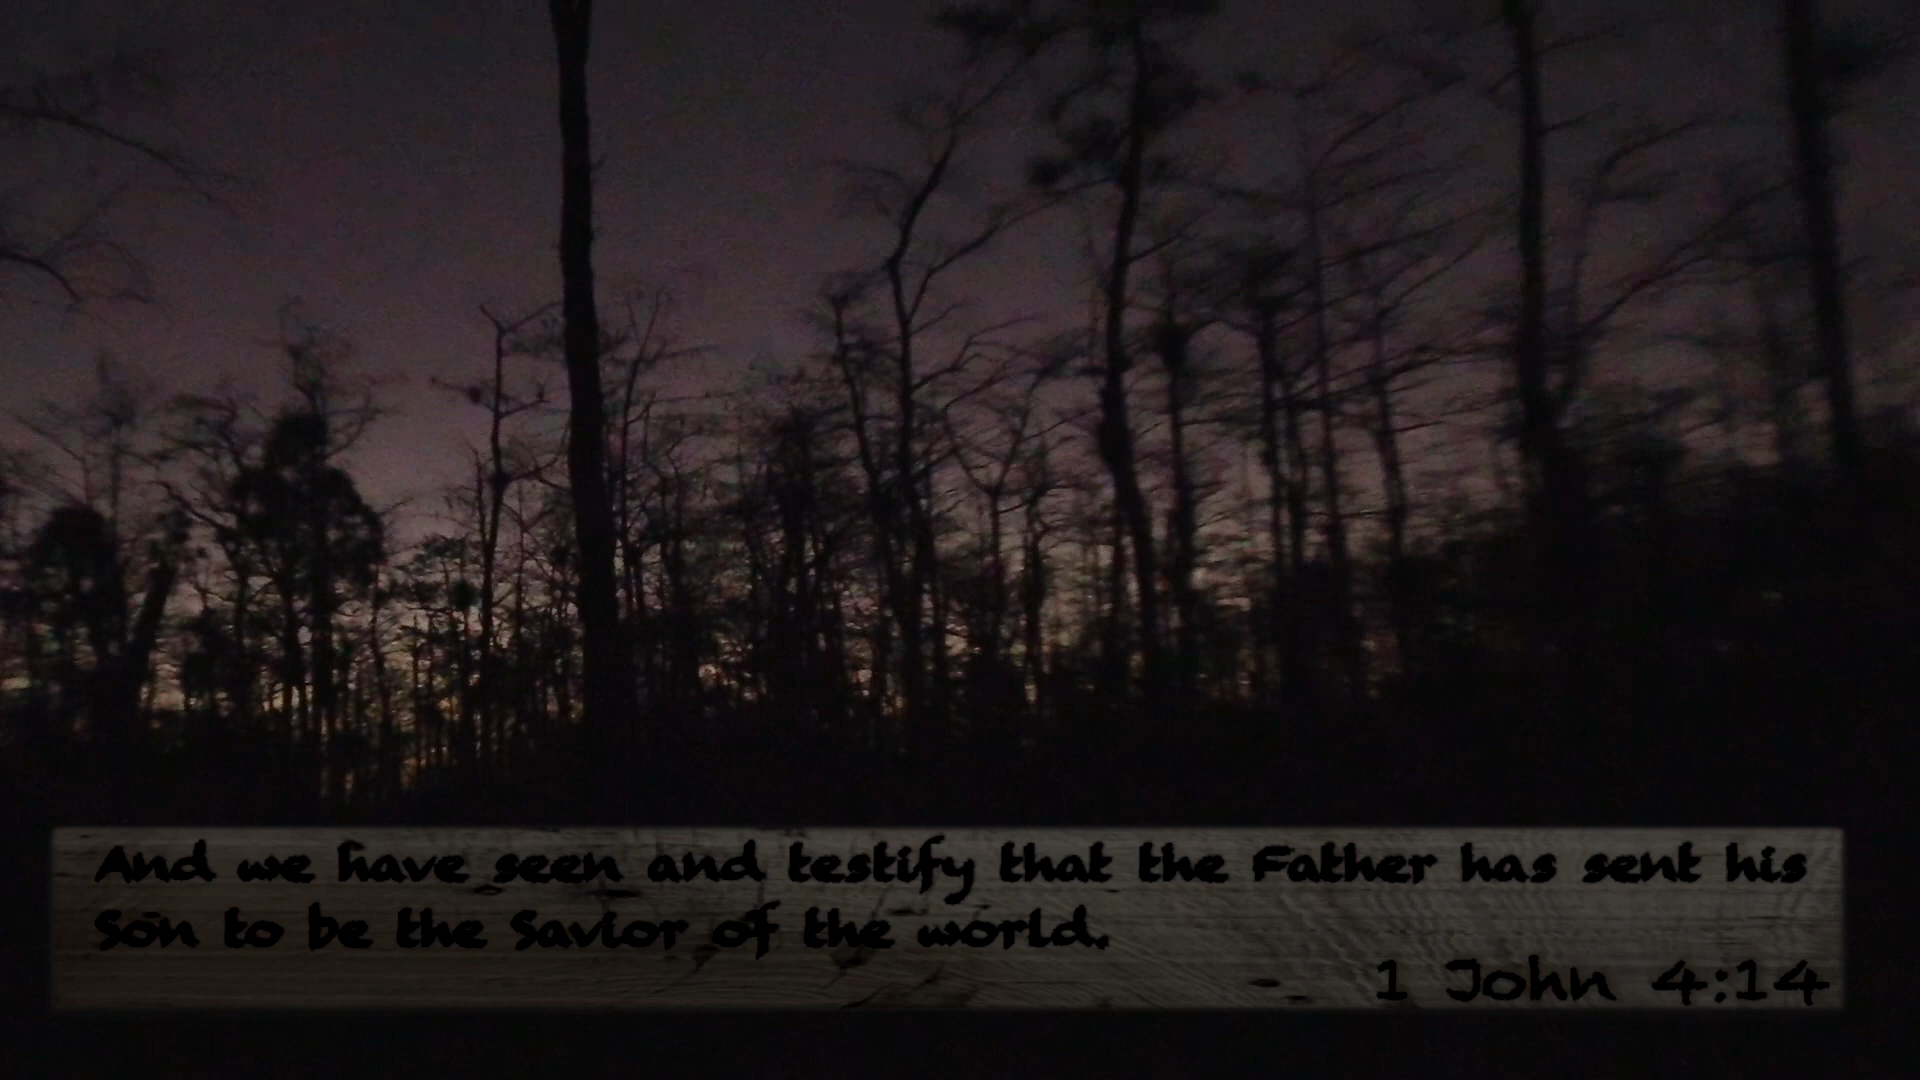 And we have seen and testify that the Father has sent his
Son to be the Savior of the world.
1 John 4:14